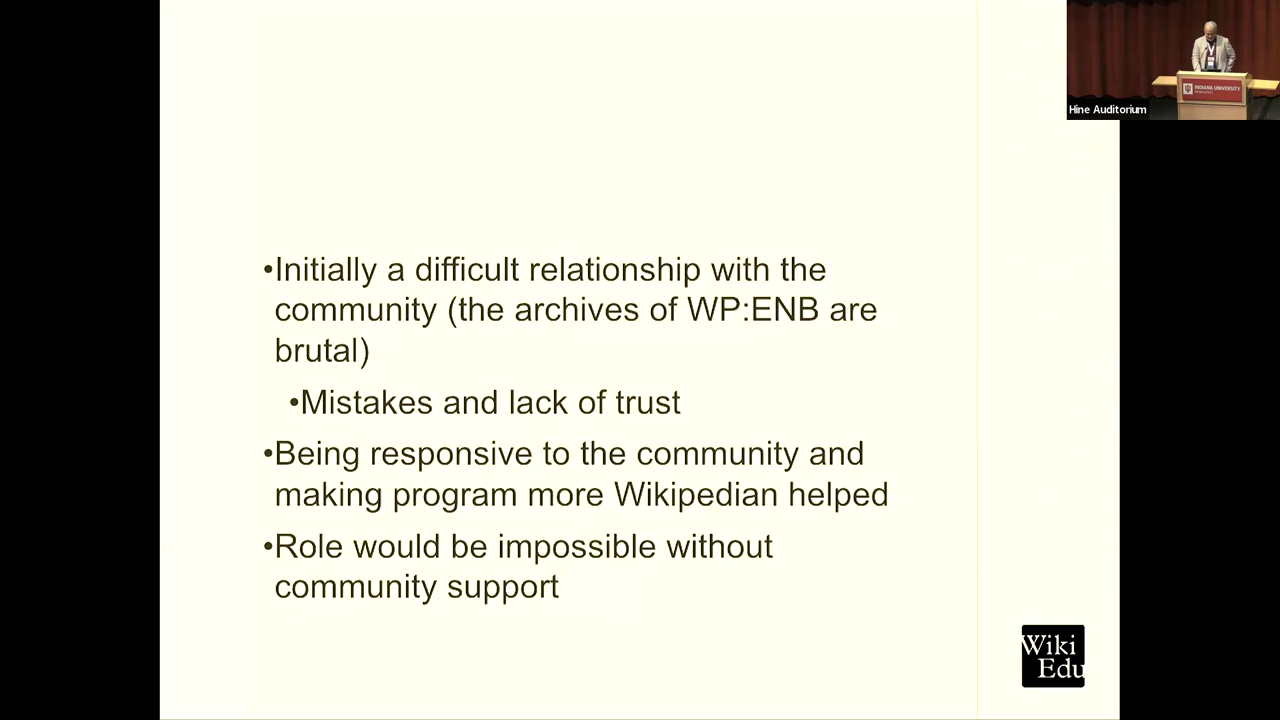 Hine Auditorium
INDIANA UNIVERSITY
•Initially a difficult relationship with the
community (the archives of WP:ENB are
brutal)
•Mistakes and lack of trust
•Being responsive to the community and
making program more Wikipedian helped
•Role would be impossible without
community support
Wiki
Edu